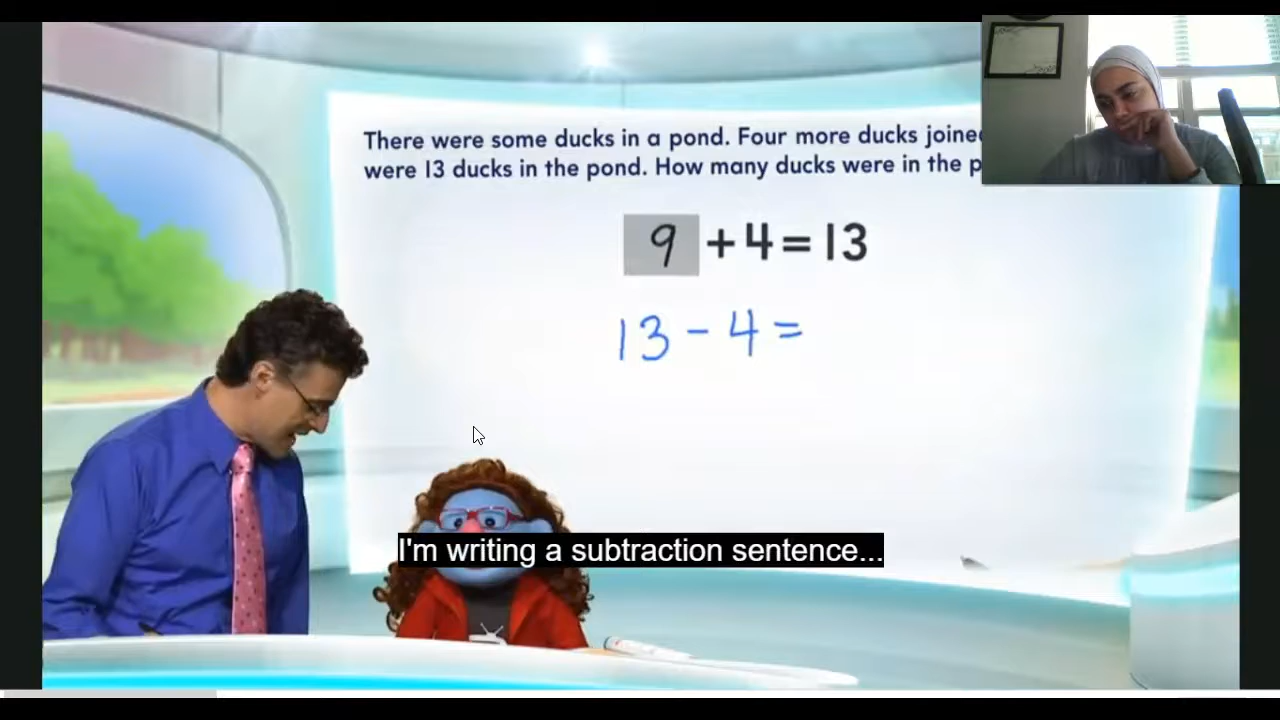 There were some ducks in a pond. Four more ducks joined
were 13 ducks in the pond. How many ducks were in the
9 + 4 = 13
13 - 4 =
I'm writing a subtraction sentence...